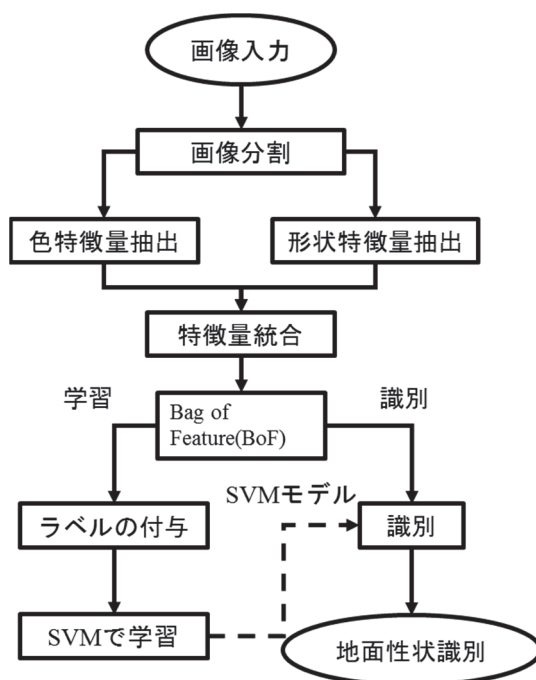 画像入力
画像分割
色特徴量抽出
形状特徴量抽出
特徴量統合
学習
Bag of
Feature(BoF)
識別
SVMモデル
ラベルの付与
識別
SVMで学習
地面性状識別